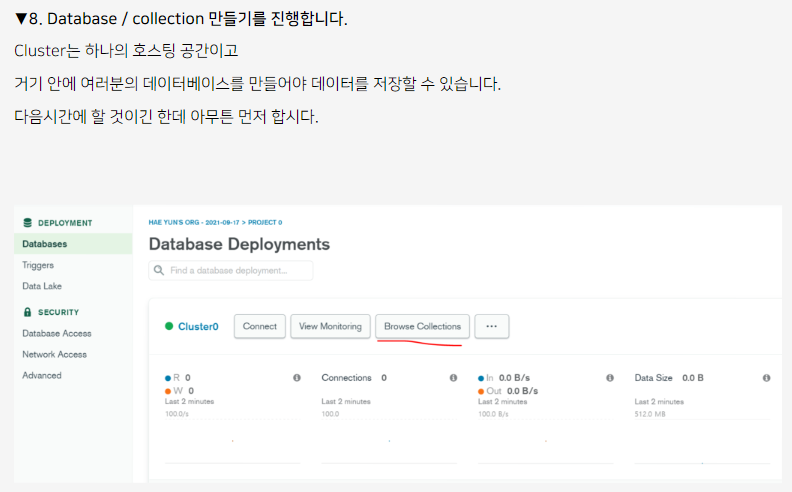 ▼8. Database / collection 만들기를 진행합니다.
Cluster는 하나의 호스팅 공간이고
거기 안에 여러분의 데이터베이스를 만들어야 데이터를 저장할 수 있습니다.
다음시간에 할 것이긴 한데 아무튼 먼저 합시다.
DEPLOYMENT
Databases
Triggers
Data Lake
SECURITY
Database Access
Network Access
Advanced
HAE YUN'S ORG - 2021-09-17 > PROJECT 0
Database Deployments
Find a database deployment...
Cluster0 Connect View Monitoring Browse Collections ...
R 0
W 0
Last 2 minutes
100.0/s
Connections 0
Last 2 minutes
100.0
In 0.0 B/s
Out 0.0 B/s
Last 2 minutes
100.0 B/s
Data Size 0.0 B
Last 2 minutes
512.0 MB